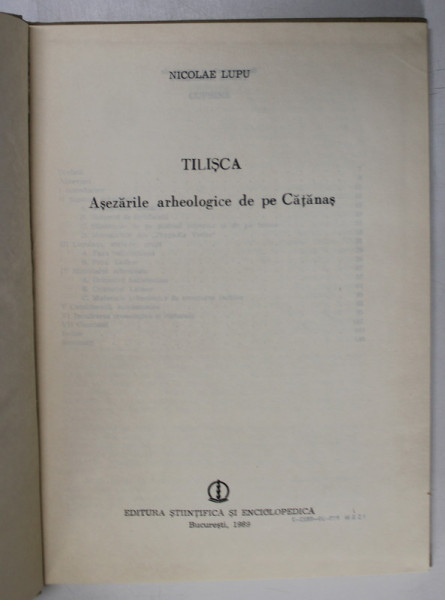 NICOLAE LUPU
TILIȘCA
Așezările arheologice de pe Cățănaș
EDITURA ȘTIINȚIFICĂ ȘI ENCICLOPEDICĂ
București, 1989